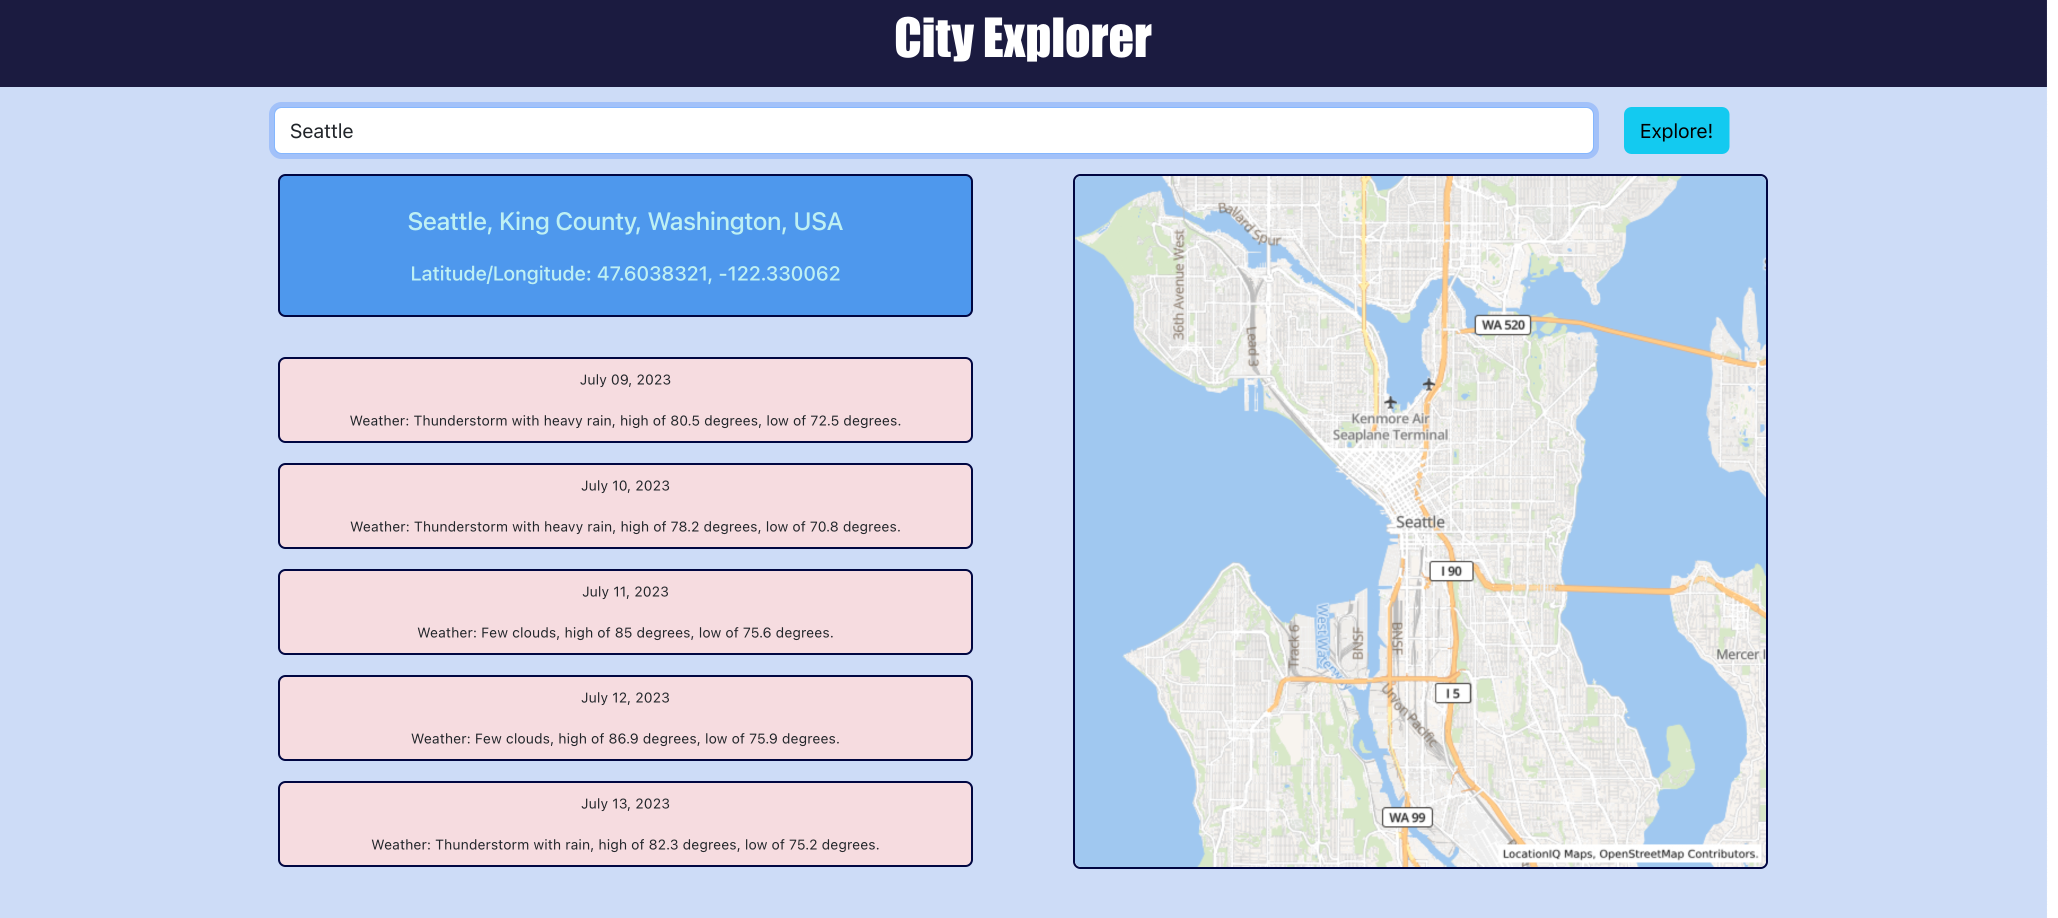 City Explorer
Seattle
Explore!
Seattle, King County, Washington, USA
Latitude/Longitude: 47.6038321, -122.330062
July 09, 2023
Weather: Thunderstorm with heavy rain, high of 80.5 degrees, low of 72.5 degrees.
July 10, 2023
Weather: Thunderstorm with heavy rain, high of 78.2 degrees, low of 70.8 degrees.
July 11, 2023
Weather: Few clouds, high of 85 degrees, low of 75.6 degrees.
July 12, 2023
Weather: Few clouds, high of 86.9 degrees, low of 75.9 degrees.
July 13, 2023
Weather: Thunderstorm with rain, high of 82.3 degrees, low of 75.2 degrees.
Ballard Spur
36th Avenue West
Lead 3
WA 520
Kenmore Air
Seaplane Terminal
Seattle
I 90
West Waterway
Track 6
BNSF
BNSF
Mercer I
I 5
Union Pacific
WA 99
LocationIQ Maps, OpenStreetMap Contributors.